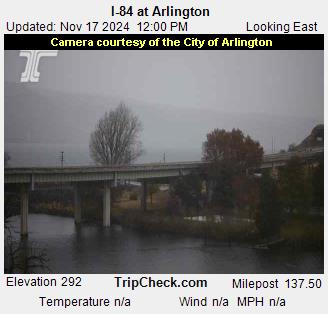 I-84 at Arlington
Updated: Nov 17 2024 12:00 PM Looking East
Camera courtesy of the City of Arlington
Elevation 292 TripCheck.com Milepost 137.50
Temperature n/a Wind n/a MPH n/a